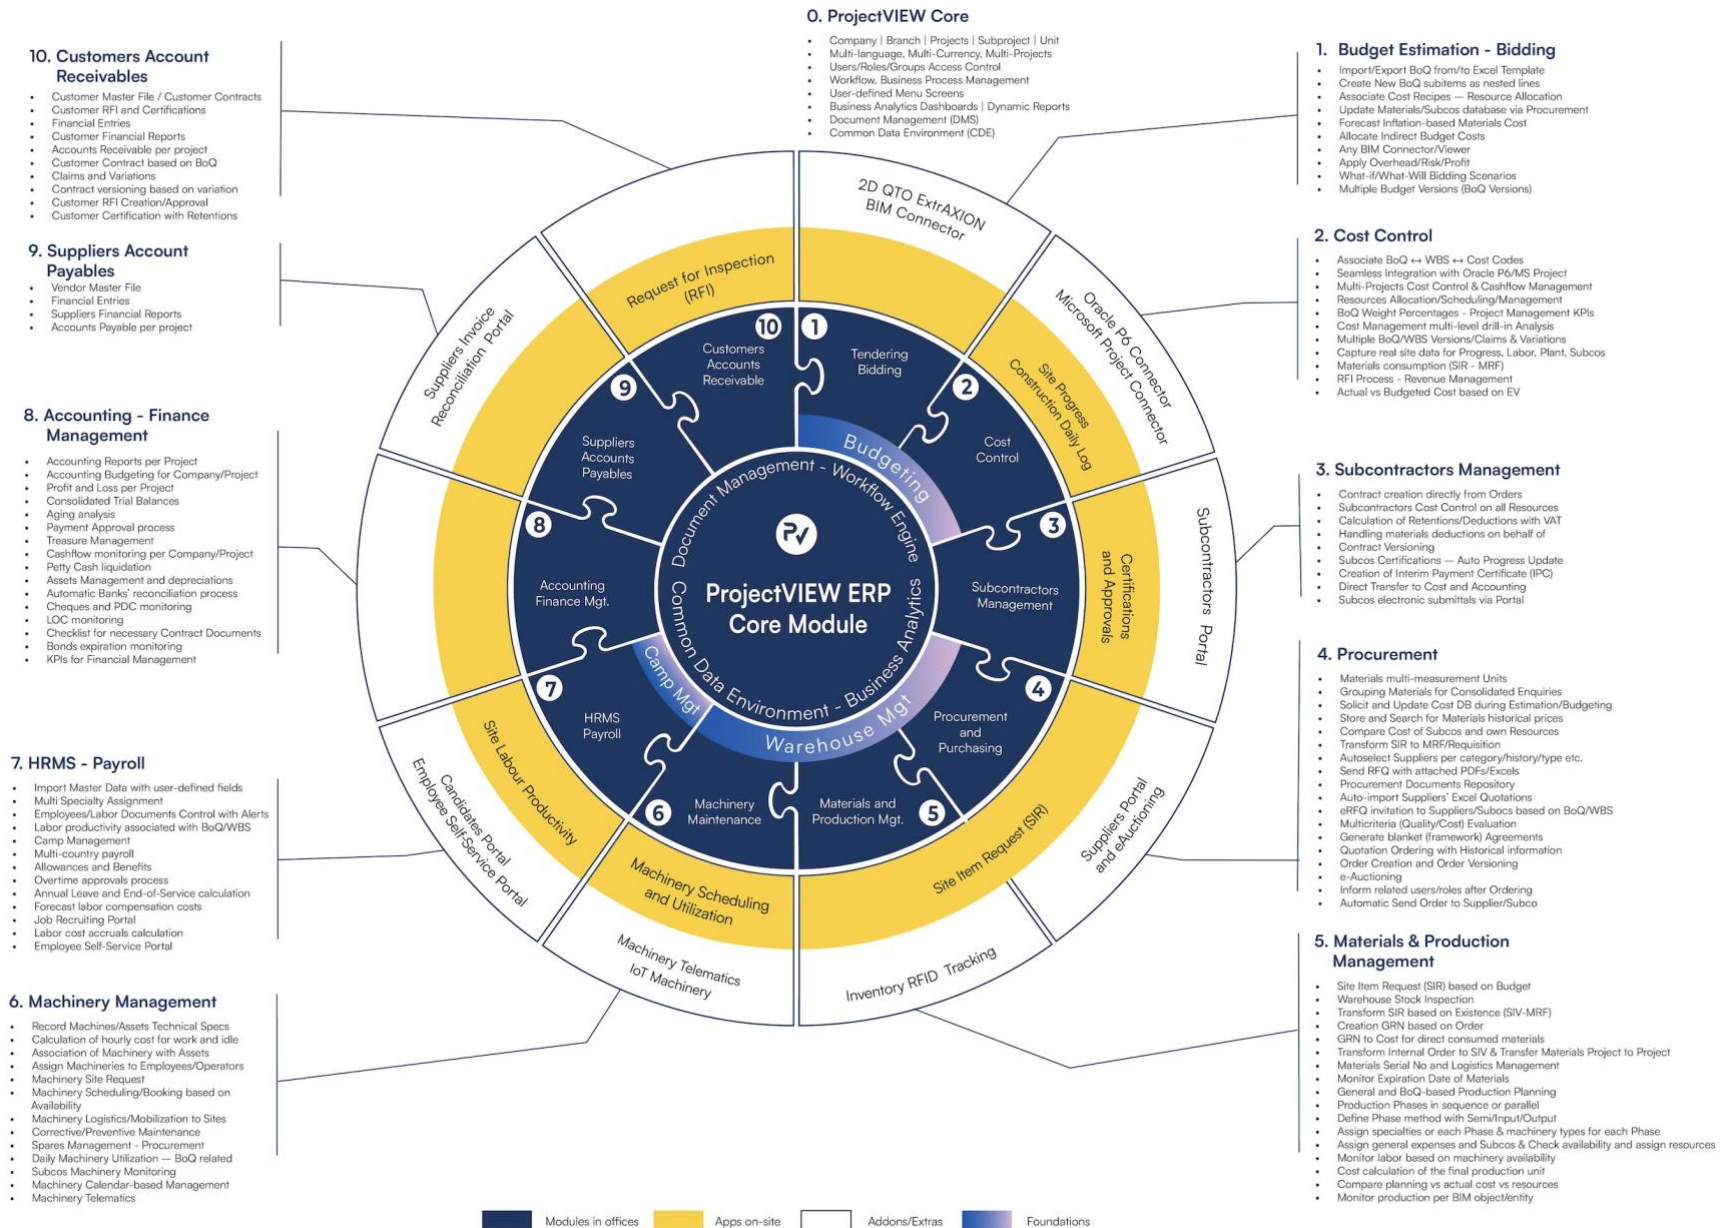 0. ProjectVIEW Core
• Company | Branch | Projects | Subproject | Unit
• Multi-language, Multi-Currency, Multi-Projects
• Users/Roles/Groups Access Control
• Workflow, Business Process Management
• User-defined Menu Screens
• Business Analytics Dashboards | Dynamic Reports
• Document Management (DMS)
• Common Data Environment (CDE)
10. Customers Account
Receivables
• Customer Master File / Customer Contracts
• Customer RFI and Certifications
• Financial Entries
• Customer Financial Reports
• Accounts Receivable per project
• Customer Contract based on BoQ
• Claims and Variations
• Contract versioning based on variation
• Customer RFI Creation/Approval
• Customer Certification with Retentions
9. Suppliers Account
Payables
• Vendor Master File
• Financial Entries
• Suppliers Financial Reports
• Accounts Payable per project
8. Accounting - Finance
Management
• Accounting Reports per Project
• Accounting Budgeting for Company/Project
• Profit and Loss per Project
• Consolidated Trial Balances
• Aging analysis
• Payment Approval process
• Treasure Management
• Cashflow monitoring per Company/Project
• Petty Cash liquidation
• Assets Management and depreciations
• Automatic Banks' reconciliation process
• Cheques and PDC monitoring
• LOC monitoring
• Checklist for necessary Contract Documents
• Bonds expiration monitoring
• KPIs for Financial Management
7. HRMS - Payroll
• Import Master Data with user-defined fields
• Multi Specialty Assignment
• Employees/Labor Documents Control with Alerts
• Labor productivity associated with BoQ/WBS
• Camp Management
• Multi-country payroll
• Allowances and Benefits
• Overtime approvals process
• Annual Leave and End-of-Service calculation
• Forecast labor compensation costs
• Job Recruiting Portal
• Labor cost accruals calculation
• Employee Self-Service Portal
6. Machinery Management
• Record Machines/Assets Technical Specs
• Calculation of hourly cost for work and idle
• Association of Machinery with Assets
• Assign Machineries to Employees/Operators
• Machinery Site Request
• Machinery Scheduling/Booking based on
Availability
• Machinery Logistics/Mobilization to Sites
• Corrective/Preventive Maintenance
• Spares Management - Procurement
• Daily Machinery Utilization — BoQ related
• Subcos Machinery Monitoring
• Machinery Calendar-based Management
• Machinery Telematics
1. Budget Estimation - Bidding
• Import/Export BoQ from/to Excel Template
• Create New BoQ subitems as nested lines
• Associate Cost Recipes — Resource Allocation
• Update Materials/Subcos database via Procurement
• Forecast Inflation-based Materials Cost
• Allocate Indirect Budget Costs
• Any BIM Connector/Viewer
• Apply Overhead/Risk/Profit
• What-if/What-Will Bidding Scenarios
• Multiple Budget Versions (BoQ Versions)
2. Cost Control
• Associate BoQ ↔ WBS ↔ Cost Codes
• Seamless Integration with Oracle P6/MS Project
• Multi-Projects Cost Control & Cashflow Management
• Resources Allocation/Scheduling/Management
• BoQ Weight Percentages - Project Management KPIs
• Cost Management multi-level drill-in Analysis
• Multiple BoQ/WBS Versions/Claims & Variations
• Capture real site data for Progress, Labor, Plant, Subcos
• Materials consumption (SIR - MRF)
• RFI Process - Revenue Management
• Actual vs Budgeted Cost based on EV
3. Subcontractors Management
• Contract creation directly from Orders
• Subcontractors Cost Control on all Resources
• Calculation of Retentions/Deductions with VAT
• Handling materials deductions on behalf of
• Contract Versioning
• Subcos Certifications — Auto Progress Update
• Creation of Interim Payment Certificate (IPC)
• Direct Transfer to Cost and Accounting
• Subcos electronic submittals via Portal
4. Procurement
• Materials multi-measurement Units
• Grouping Materials for Consolidated Enquiries
• Solicit and Update Cost DB during Estimation/Budgeting
• Store and Search for Materials historical prices
• Compare Cost of Subcos and own Resources
• Transform SIR to MRF/Requisition
• Autoselect Suppliers per category/history/type etc.
• Send RFQ with attached PDFs/Excels
• Procurement Documents Repository
• Auto-import Suppliers' Excel Quotations
• eRFQ invitation to Suppliers/Subcos based on BoQ/WBS
• Multicriteria (Quality/Cost) Evaluation
• Generate blanket (framework) Agreements
• Quotation Ordering with Historical information
• Order Creation and Order Versioning
• e-Auctioning
• Inform related users/roles after Ordering
• Automatic Send Order to Supplier/Subco
5. Materials & Production
Management
• Site Item Request (SIR) based on Budget
• Warehouse Stock Inspection
• Transform SIR based on Existence (SIV-MRF)
• Creation GRN based on Order
• GRN to Cost for direct consumed materials
• Transform Internal Order to SIV & Transfer Materials Project to Project
• Materials Serial No and Logistics Management
• Monitor Expiration Date of Materials
• General and BoQ-based Production Planning
• Production Phases in sequence or parallel
• Define Phase method with Semi/Input/Output
• Assign specialties or each Phase & machinery types for each Phase
• Assign general expenses and Subcos & Check availability and assign resources
• Monitor labor based on machinery availability
• Cost calculation of the final production unit
• Compare planning vs actual cost vs resources
• Monitor production per BIM object/entity
2D QTO ExtrAXION
BIM Connector
Oracle P6 Connector
Microsoft Project Connector
Subcontractors Portal
Suppliers Portal
and eAuctioning
Inventory RFID Tracking
Machinery Telematics
IoT Machinery
Candidates Portal
Employee Self-Service Portal
Suppliers Invoice
Reconciliation Portal
Request for Inspection
(RFI)
Site Progress
Construction Daily Log
Certifications
and Approvals
Site Item Request (SIR)
Machinery Scheduling
and Utilization
Site Labour Productivity
1
Tendering
Bidding
2
Cost
Control
3
Subcontractors
Management
4
Procurement
and
Purchasing
5
Materials and
Production Mgt.
6
Machinery
Maintenance
7
HRMS
Payroll
8
Accounting
Finance Mgt.
9
Suppliers
Accounts
Payables
10
Customers
Accounts
Receivable
Budgeting
Warehouse Mgt
Camp Mgt
Document Management - Workflow Engine
Common Data Environment - Business Analytics
PV
ProjectVIEW ERP
Core Module
Modules in offices
Apps on-site
Addons/Extras
Foundations